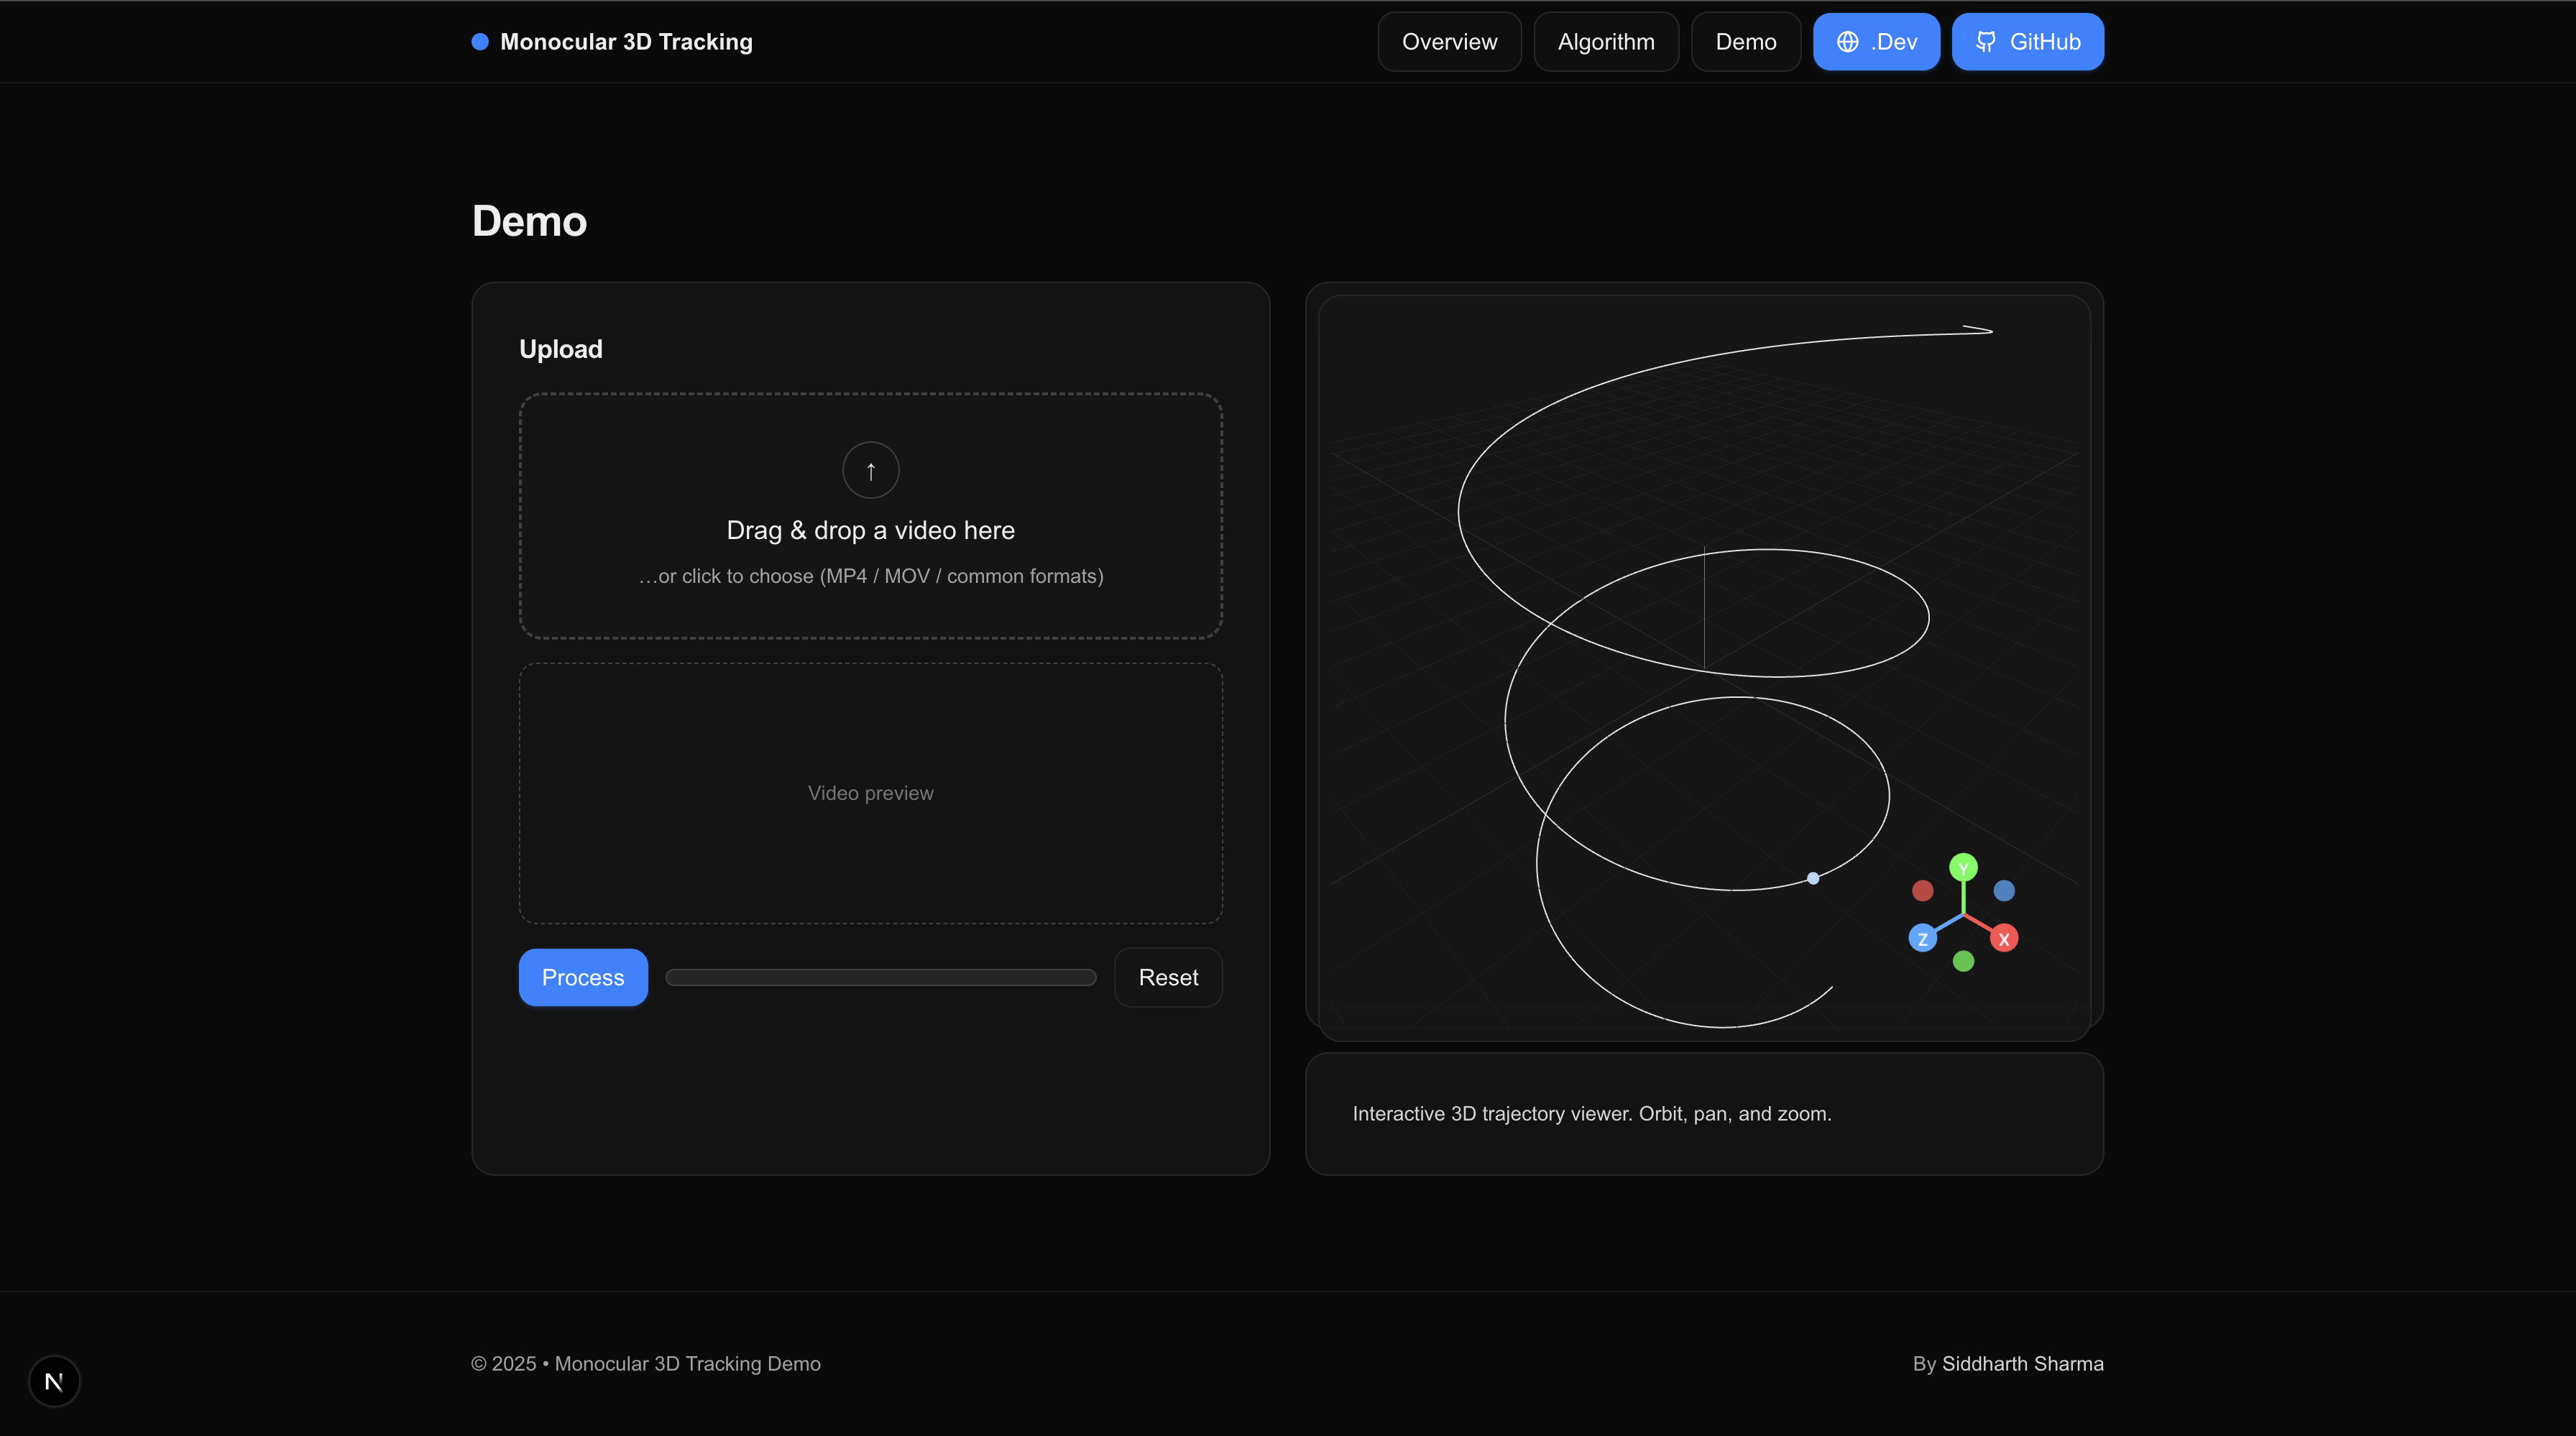 Monocular 3D Tracking
Overview
Algorithm
Demo
.Dev
GitHub
Demo
Upload
↑
Drag & drop a video here
…or click to choose (MP4 / MOV / common formats)
Video preview
Process
Reset
Y
Z
X
Interactive 3D trajectory viewer. Orbit, pan, and zoom.
© 2025 • Monocular 3D Tracking Demo
By Siddharth Sharma
N